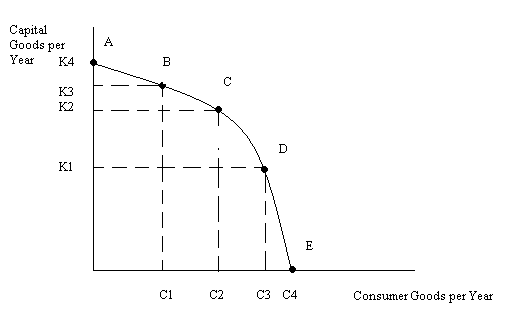 Capital
Goods per
Year
A
K4
B
K3
C
K2
D
K1
E
C1 C2 C3 C4 Consumer Goods per Year